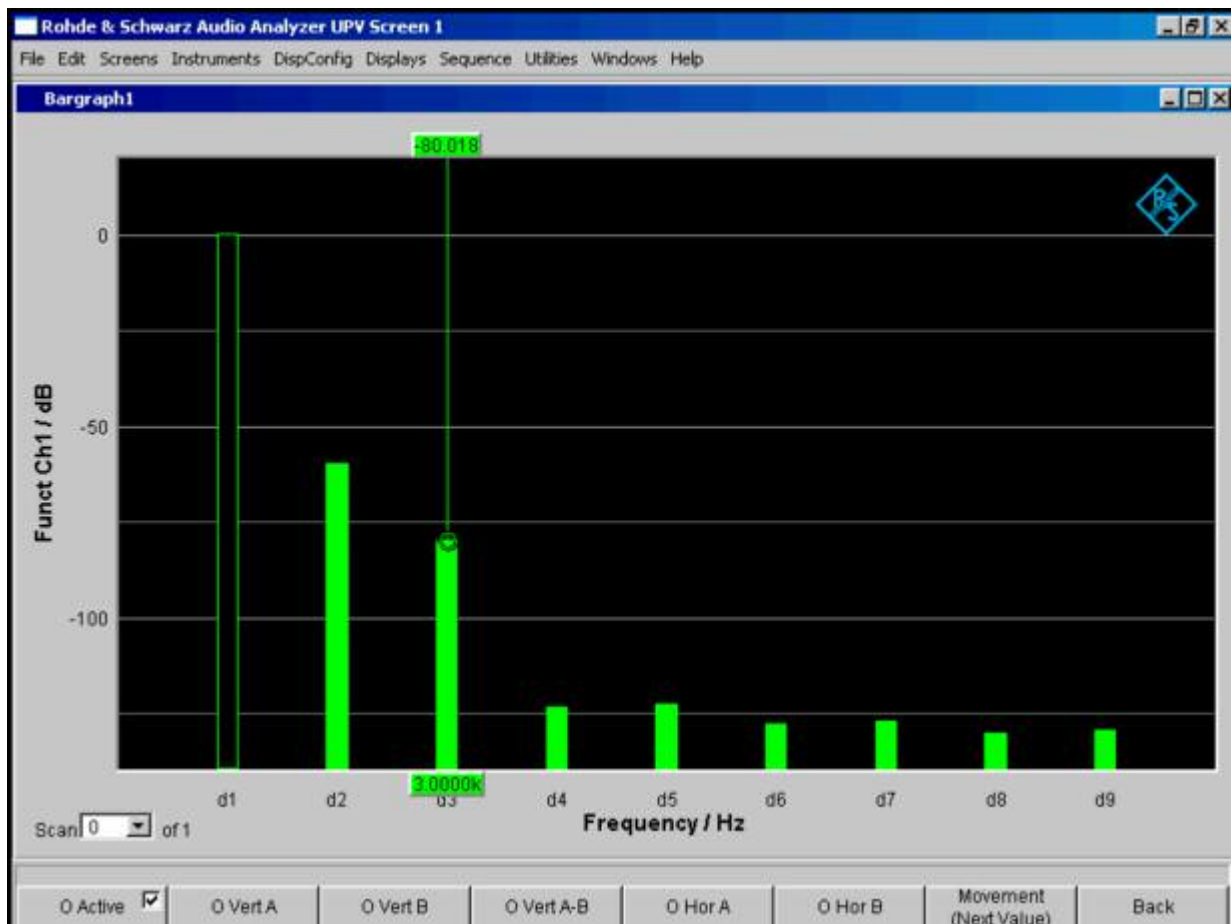 Rohde & Schwarz Audio Analyzer UPV Screen 1
File Edit Screens Instruments DispConfig Displays Sequence Utilities Windows Help
Bargraph1
-80.018
0
-50
-100
Funct Ch1 / dB
3.0000k
d1 d2 d3 d4 d5 d6 d7 d8 d9
Frequency / Hz
Scan 0 of 1
O Active O Vert A O Vert B O Vert A-B O Hor A O Hor B Movement (Next Value) Back